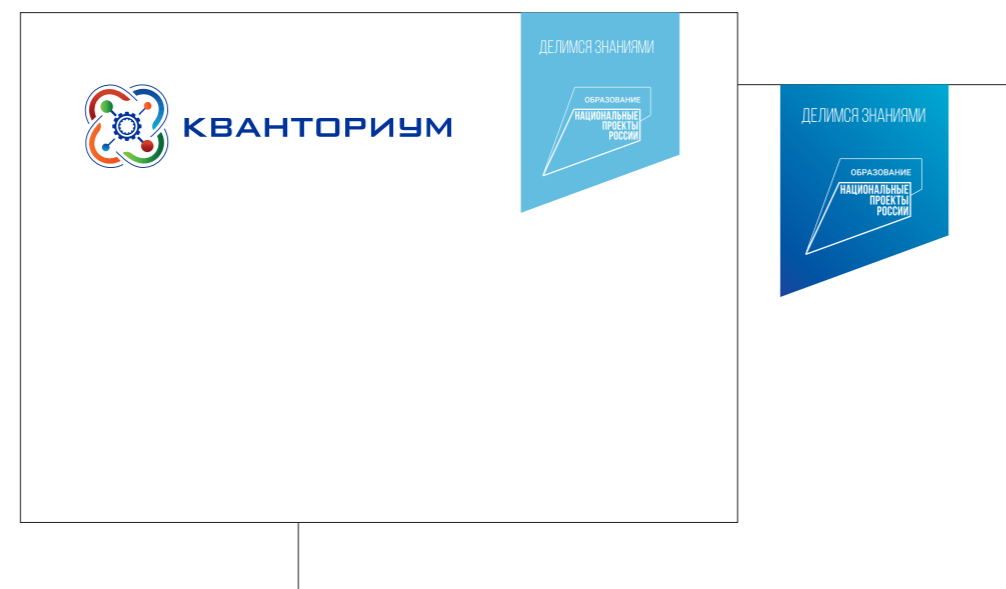 ДЕЛИМСЯ ЗНАНИЯМИ
КВАНТОРИУМ
ОБРАЗОВАНИЕ
НАЦИОНАЛЬНЫЕ
ПРОЕКТЫ
РОССИИ
ДЕЛИМСЯ ЗНАНИЯМИ
ОБРАЗОВАНИЕ
НАЦИОНАЛЬНЫЕ
ПРОЕКТЫ
РОССИИ